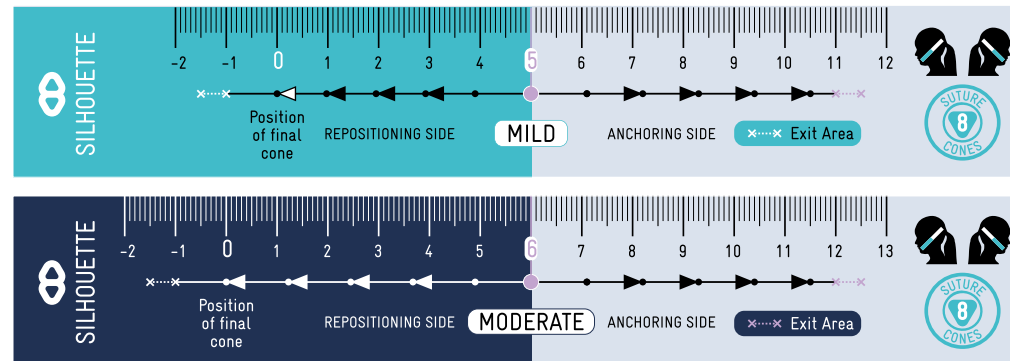 SILHOUETTE
-2 -1 0 1 2 3 4 5 6 7 8 9 10 11 12
Position
of final
cone
REPOSITIONING SIDE
MILD
ANCHORING SIDE
Exit Area
SUTURE
8
CONES
SILHOUETTE
-2 -1 0 1 2 3 4 5 6 7 8 9 10 11 12 13
Position
of final
cone
REPOSITIONING SIDE
MODERATE
ANCHORING SIDE
Exit Area
SUTURE
8
CONES